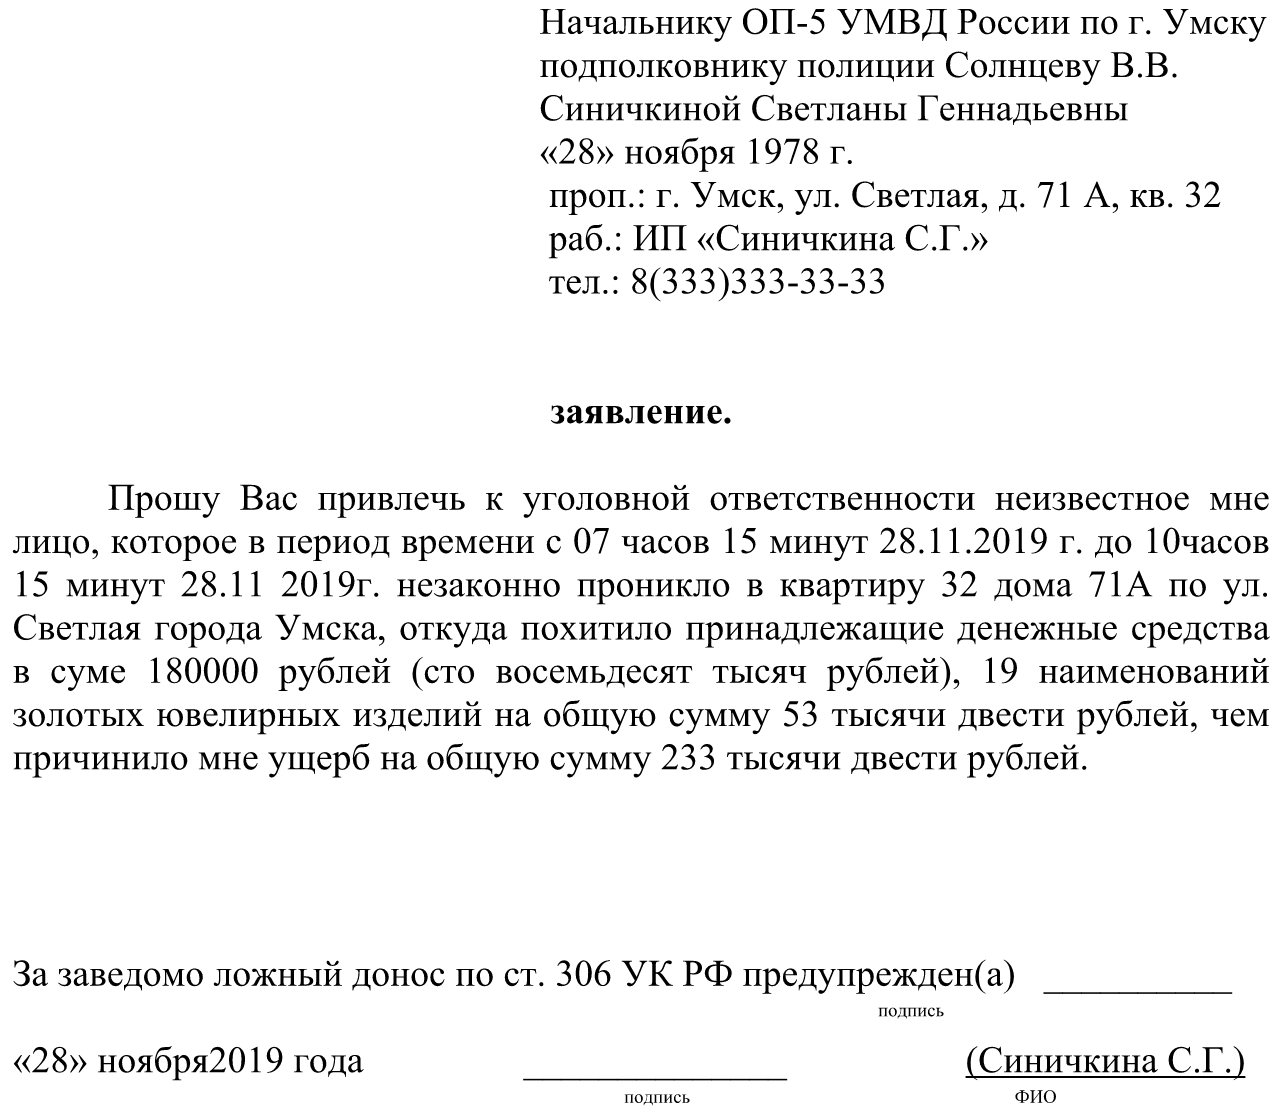 Начальнику ОП-5 УМВД России по г. Умску
подполковнику полиции Солнцеву В.В.
Синичкиной Светланы Геннадьевны
«28» ноября 1978 г.
проп.: г. Умск, ул. Светлая, д. 71 А, кв. 32
раб.: ИП «Синичкина С.Г.»
тел.: 8(333)333-33-33
заявление.
Прошу Вас привлечь к уголовной ответственности неизвестное мне
лицо, которое в период времени с 07 часов 15 минут 28.11.2019 г. до 10часов
15 минут 28.11 2019г. незаконно проникло в квартиру 32 дома 71А по ул.
Светлая города Умска, откуда похитило принадлежащие денежные средства
в суме 180000 рублей (сто восемьдесят тысяч рублей), 19 наименований
золотых ювелирных изделий на общую сумму 53 тысячи двести рублей, чем
причинило мне ущерб на общую сумму 233 тысячи двести рублей.
За заведомо ложный донос по ст. 306 УК РФ предупрежден(а) __________
подпись
«28» ноября2019 года ______________ (Синичкина С.Г.)
подпись ФИО